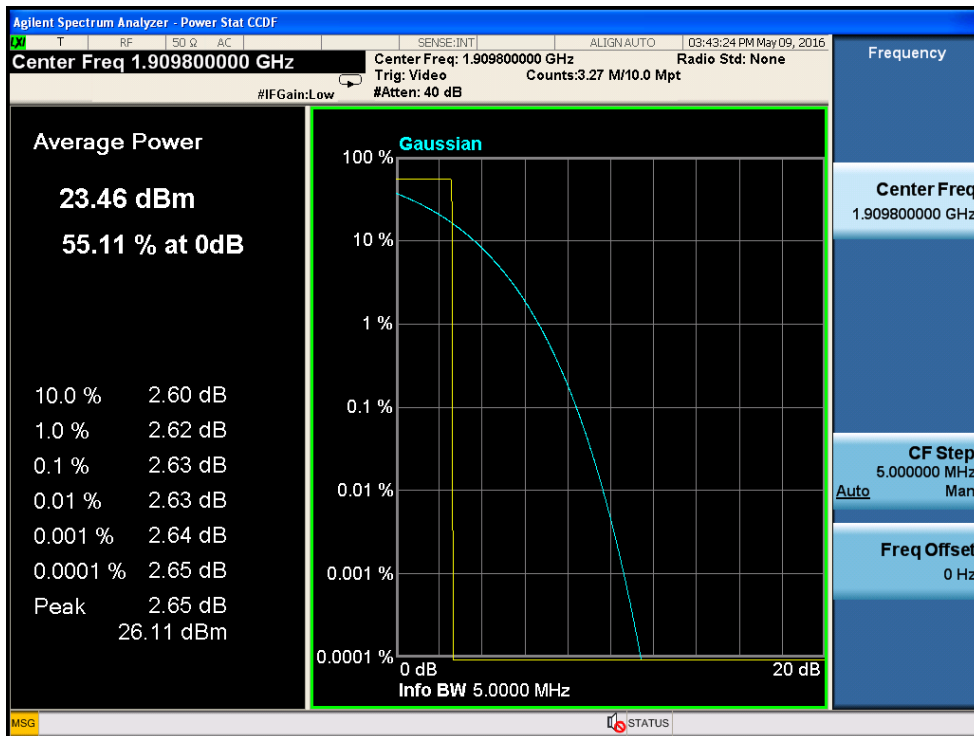 Agilent Spectrum Analyzer - Power Stat CCDF
LXI T RF 50 Ω AC SENSE:INT ALIGN AUTO 03:43:24 PM May 09, 2016
Center Freq 1.909800000 GHz
Center Freq: 1.909800000 GHz Radio Std: None
Trig: Video Counts:3.27 M/10.0 Mpt
#IFGain:Low #Atten: 40 dB
Frequency
Average Power
23.46 dBm
55.11 % at 0dB
10.0 % 2.60 dB
1.0 % 2.62 dB
0.1 % 2.63 dB
0.01 % 2.63 dB
0.001 % 2.64 dB
0.0001 % 2.65 dB
Peak 2.65 dB
26.11 dBm
Gaussian
100 %
10 %
1 %
0.1 %
0.01 %
0.001 %
0.0001 %
0 dB 20 dB
Info BW 5.0000 MHz
Center Freq
1.909800000 GHz
CF Step
5.000000 MHz
Auto Man
Freq Offset
0 Hz
MSG STATUS